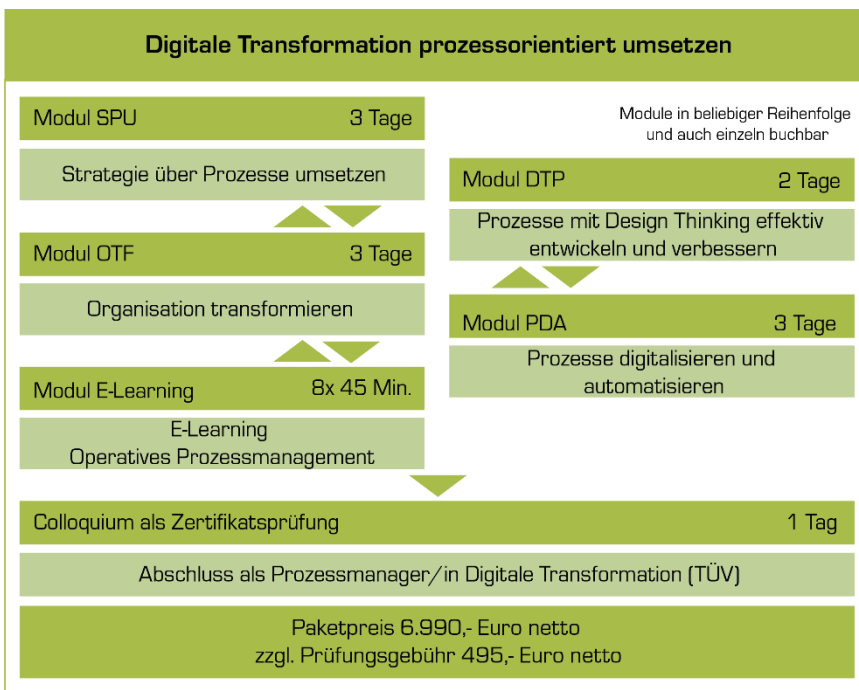 Digitale Transformation prozessorientiert umsetzen
Modul SPU 3 Tage
Strategie über Prozesse umsetzen
Modul OTF 3 Tage
Organisation transformieren
Modul E-Learning 8x 45 Min.
E-Learning
Operatives Prozessmanagement
Module in beliebiger Reihenfolge
und auch einzeln buchbar
Modul DTP 2 Tage
Prozesse mit Design Thinking effektiv
entwickeln und verbessern
Modul PDA 3 Tage
Prozesse digitalisieren und
automatisieren
Colloquium als Zertifikatsprüfung 1 Tag
Abschluss als Prozessmanager/in Digitale Transformation (TÜV)
Paketpreis 6.990,- Euro netto
zzgl. Prüfungsgebühr 495,- Euro netto